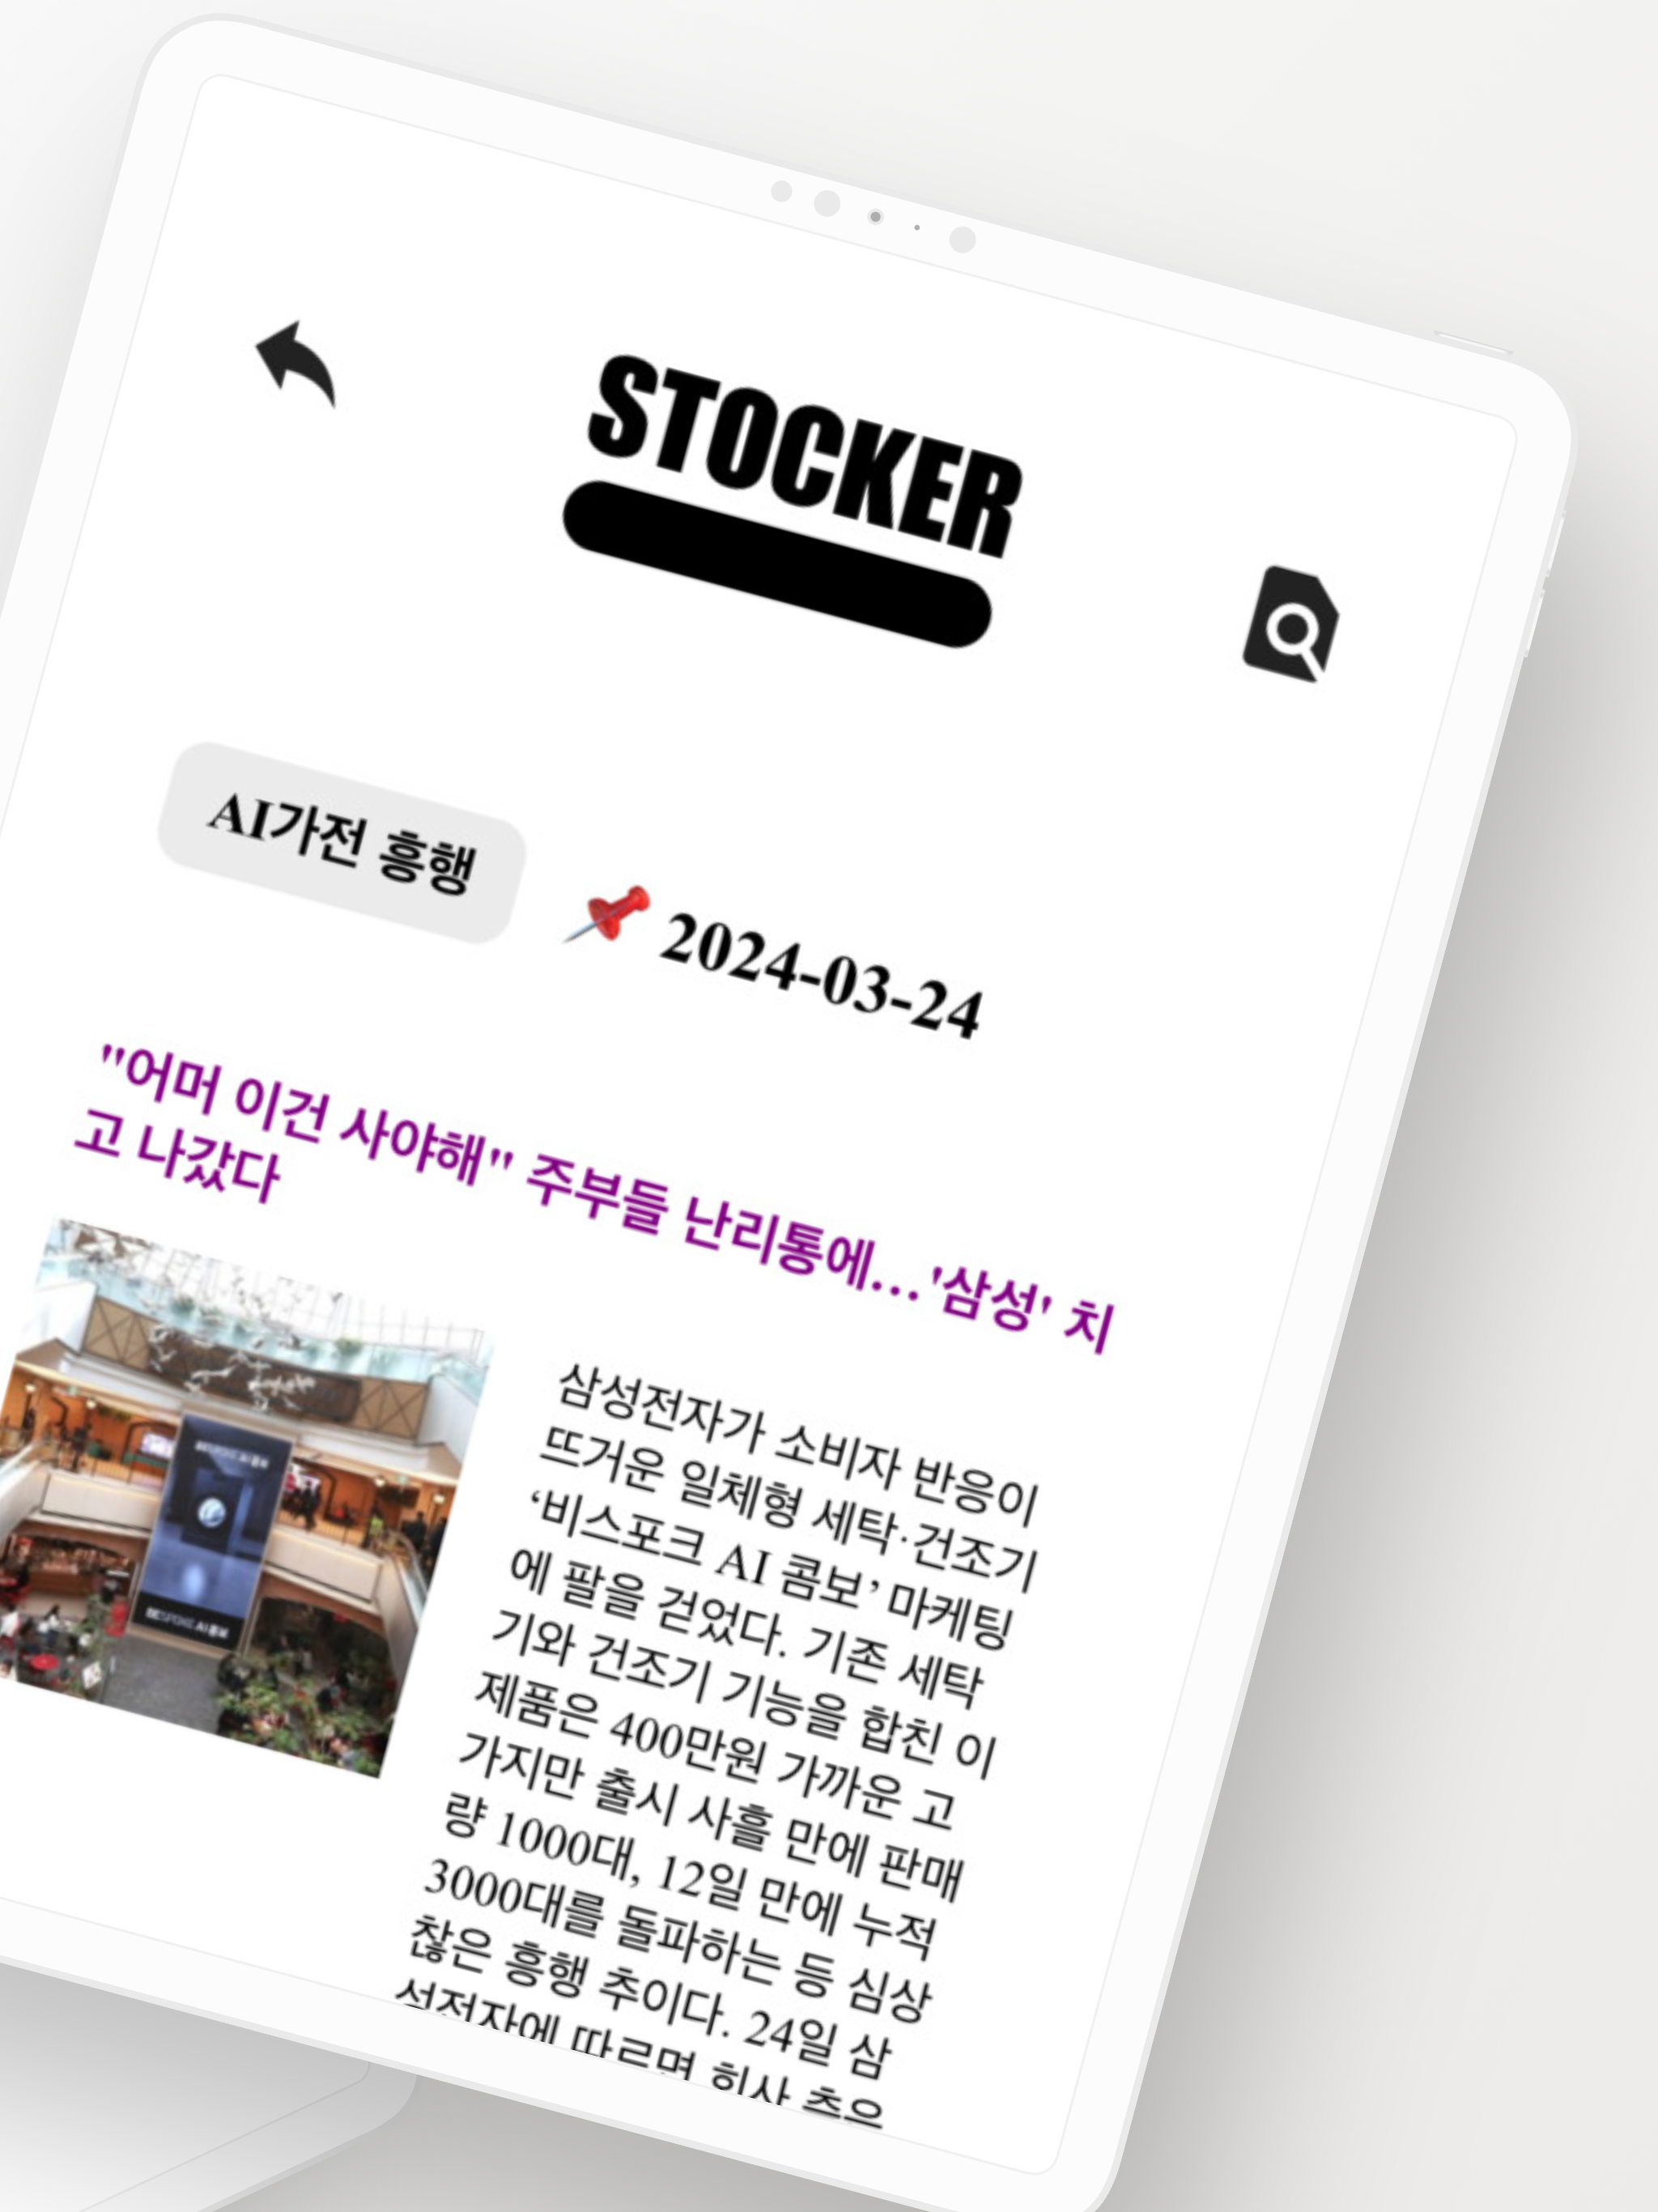 STOCKER
AI가전 흥행
2024-03-24
"어머 이건 사야해" 주부들 난리통에…'삼성' 치
고 나갔다
BESPOKE AI 콤보
삼성전자가 소비자 반응이
뜨거운 일체형 세탁·건조기
‘비스포크 AI 콤보’ 마케팅
에 팔을 걷었다. 기존 세탁
기와 건조기 기능을 합친 이
제품은 400만원 가까운 고
가지만 출시 사흘 만에 판매
량 1000대, 12일 만에 누적
3000대를 돌파하는 등 심상
찮은 흥행 추이다. 24일 삼
성전자에 따르면 회사 측은